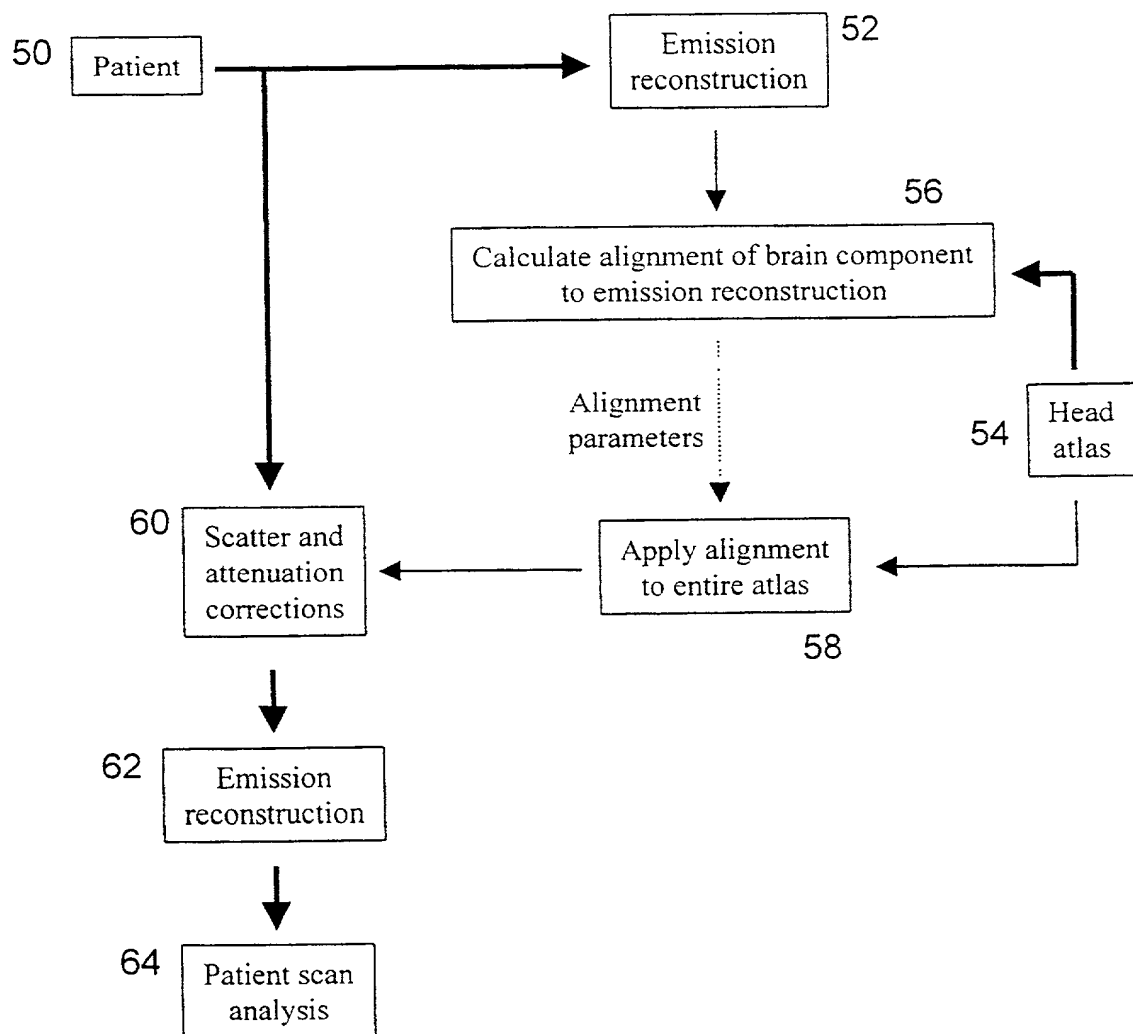 50
Patient
Emission
reconstruction
52
56
Calculate alignment of brain component
to emission reconstruction
Alignment
parameters
54
Head
atlas
60
Scatter and
attenuation
corrections
Apply alignment
to entire atlas
58
62
Emission
reconstruction
64
Patient scan
analysis